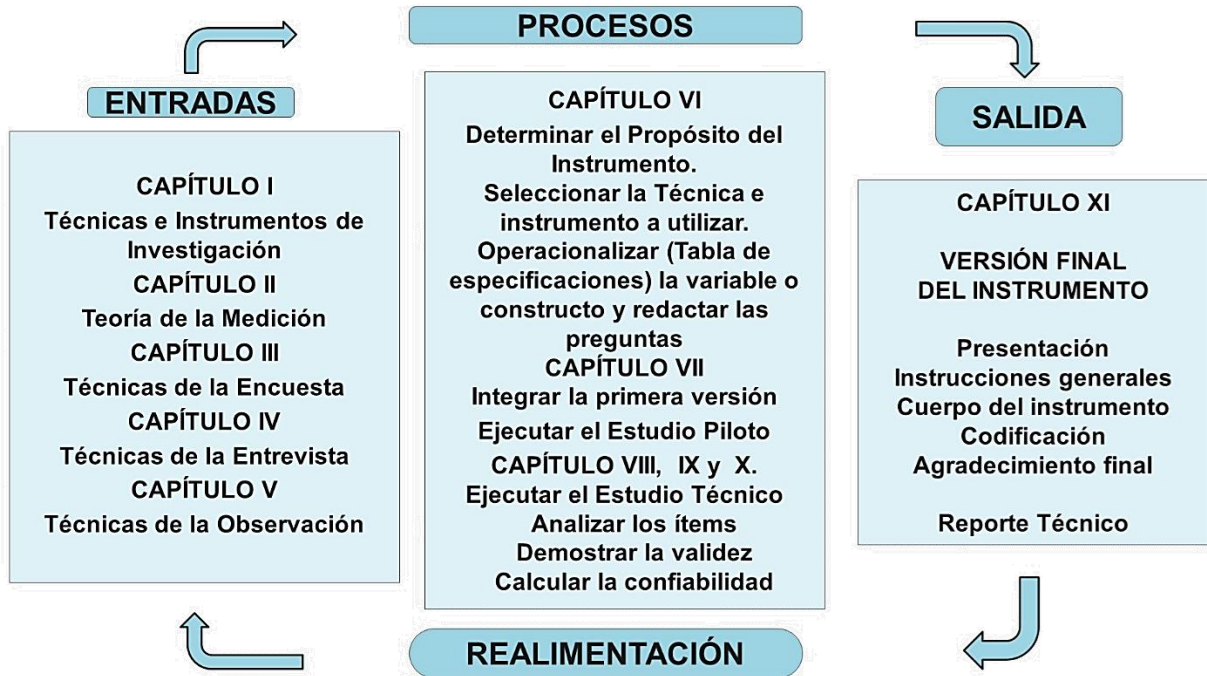 PROCESOS
ENTRADAS
CAPÍTULO I
Técnicas e Instrumentos de
Investigación
CAPÍTULO II
Teoría de la Medición
CAPÍTULO III
Técnicas de la Encuesta
CAPÍTULO IV
Técnicas de la Entrevista
CAPÍTULO V
Técnicas de la Observación
CAPÍTULO VI
Determinar el Propósito del
Instrumento.
Seleccionar la Técnica e
instrumento a utilizar.
Operacionalizar (Tabla de
especificaciones) la variable o
constructo y redactar las
preguntas
CAPÍTULO VII
Integrar la primera versión
Ejecutar el Estudio Piloto
CAPÍTULO VIII, IX y X.
Ejecutar el Estudio Técnico
Analizar los ítems
Demostrar la validez
Calcular la confiabilidad
SALIDA
CAPÍTULO XI
VERSIÓN FINAL
DEL INSTRUMENTO
Presentación
Instrucciones generales
Cuerpo del instrumento
Codificación
Agradecimiento final
Reporte Técnico
REALIMENTACIÓN